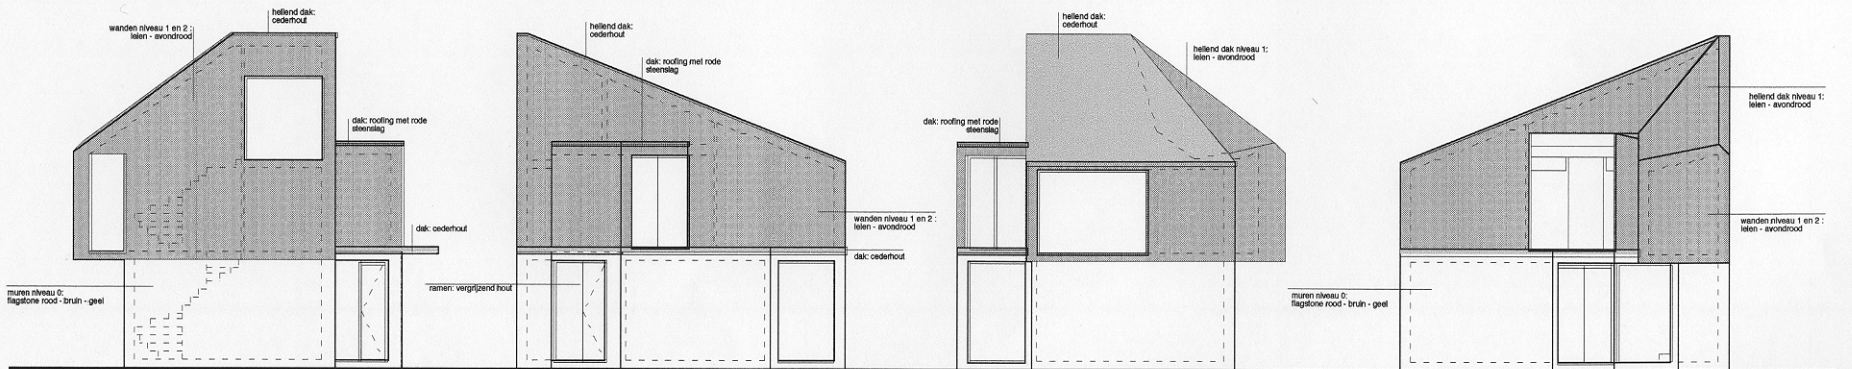 hellend dak:
cederhout
wanden niveau 1 en 2 :
leien - avondrood
dak: roofing met rode
steenslag
dak: cederhout
muren niveau 0:
flagstone rood - bruin - geel
hellend dak:
cederhout
dak: roofing met rode
steenslag
wanden niveau 1 en 2 :
leien - avondrood
dak: cederhout
ramen: vergrijzend hout
hellend dak:
cederhout
hellend dak niveau 1:
leien - avondrood
dak: roofing met rode
steenslag
hellend dak niveau 1:
leien - avondrood
wanden niveau 1 en 2 :
leien - avondrood
muren niveau 0:
flagstone rood - bruin - geel